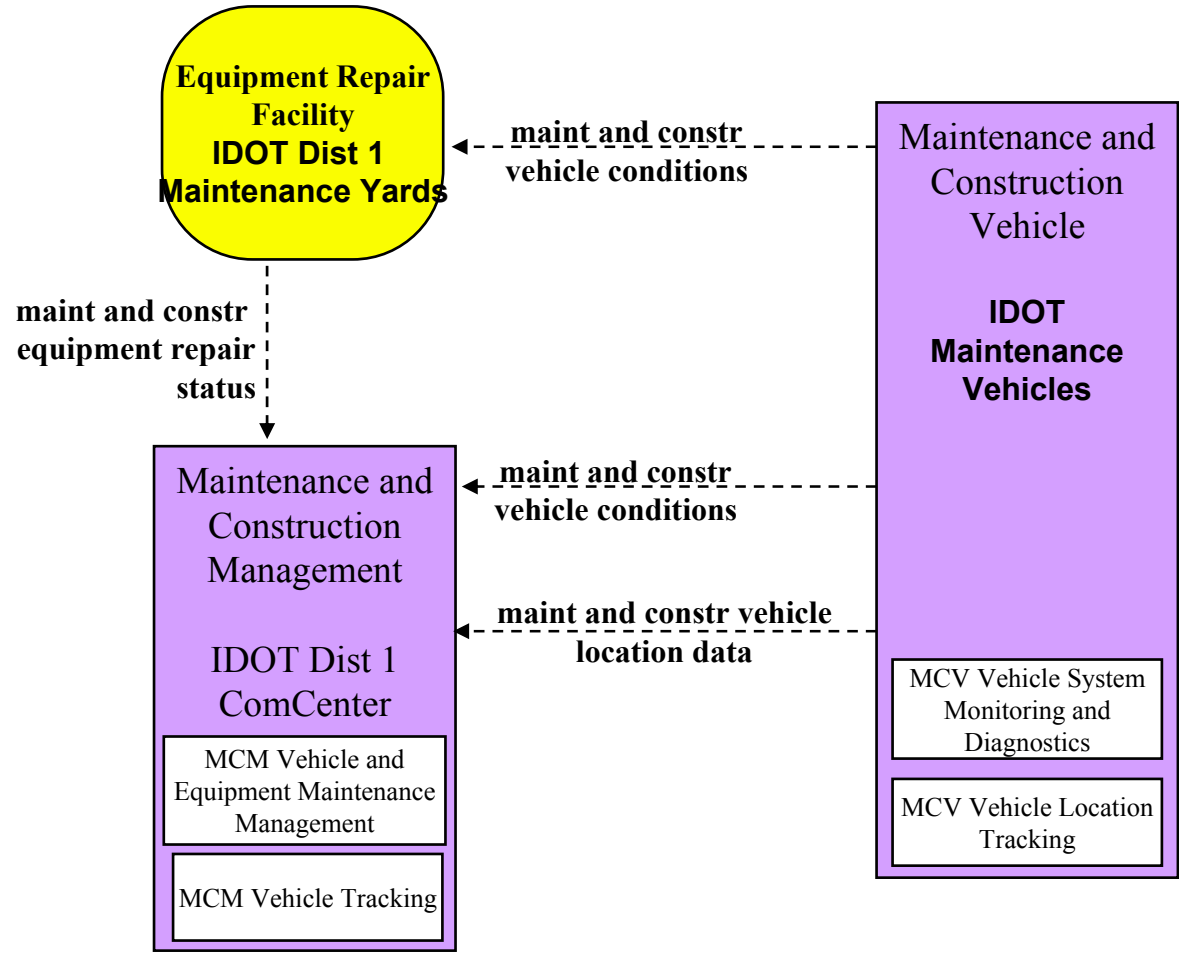 Equipment Repair
Facility
IDOT Dist 1
Maintenance Yards
maint and constr
vehicle conditions
Maintenance and
Construction
Vehicle
IDOT
Maintenance
Vehicles
maint and constr
equipment repair
status
Maintenance and
Construction
Management
IDOT Dist 1
ComCenter
maint and constr
vehicle conditions
maint and constr vehicle
location data
MCM Vehicle and
Equipment Maintenance
Management
MCM Vehicle Tracking
MCV Vehicle System
Monitoring and
Diagnostics
MCV Vehicle Location
Tracking